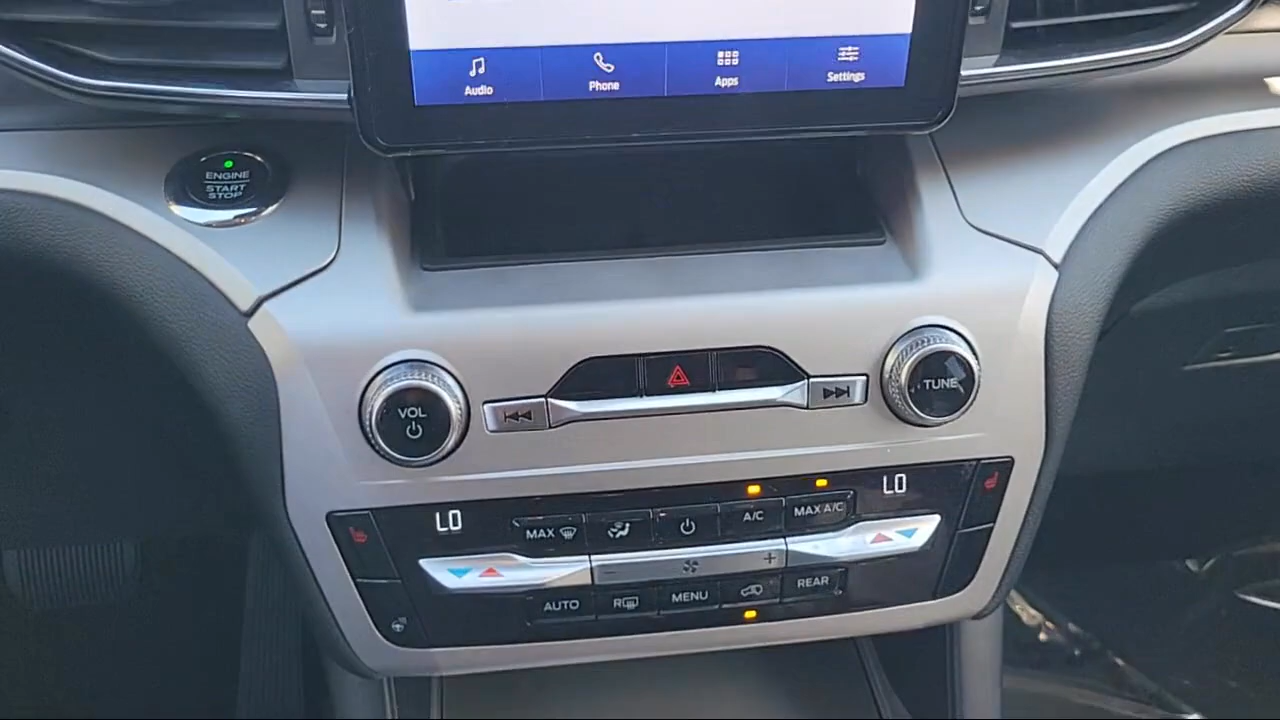 Audio
Phone
Apps
Settings
ENGINE
START
STOP
VOL
TUNE
LO
MAX
A/C
MAX A/C
LO
AUTO
R
MENU
REAR